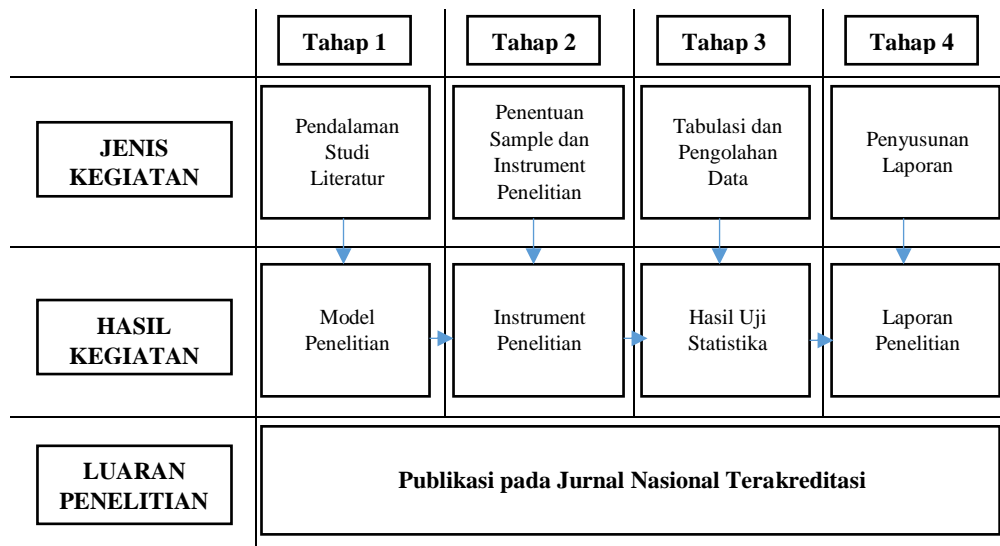 Tahap 1
Tahap 2
Tahap 3
Tahap 4
JENIS
KEGIATAN
Pendalaman
Studi
Literatur
Penentuan
Sample dan
Instrument
Penelitian
Tabulasi dan
Pengolahan
Data
Penyusunan
Laporan
HASIL
KEGIATAN
Model
Penelitian
Instrument
Penelitian
Hasil Uji
Statistika
Laporan
Penelitian
LUARAN
PENELITIAN
Publikasi pada Jurnal Nasional Terakreditasi